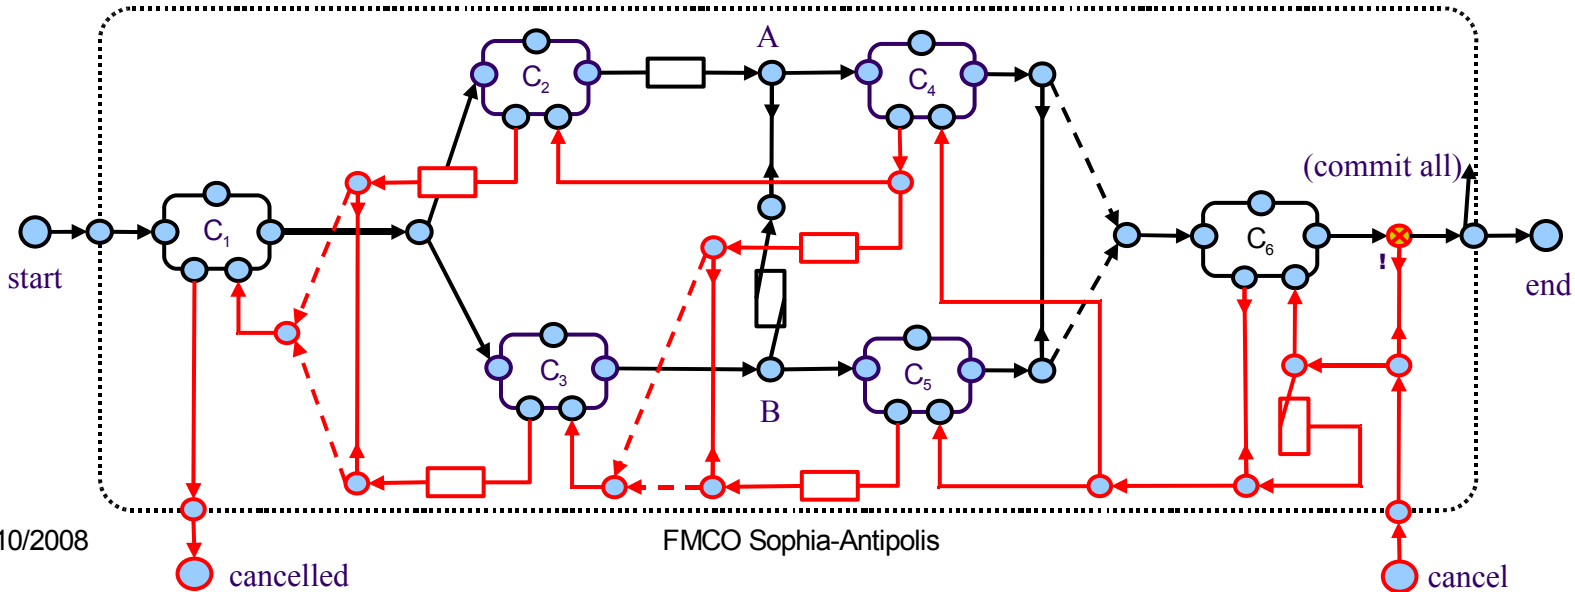 A
C2
C4
(commit all)
C1
C6
start
!
end
C3
C5
B
10/2008
FMCO Sophia-Antipolis
cancelled
cancel